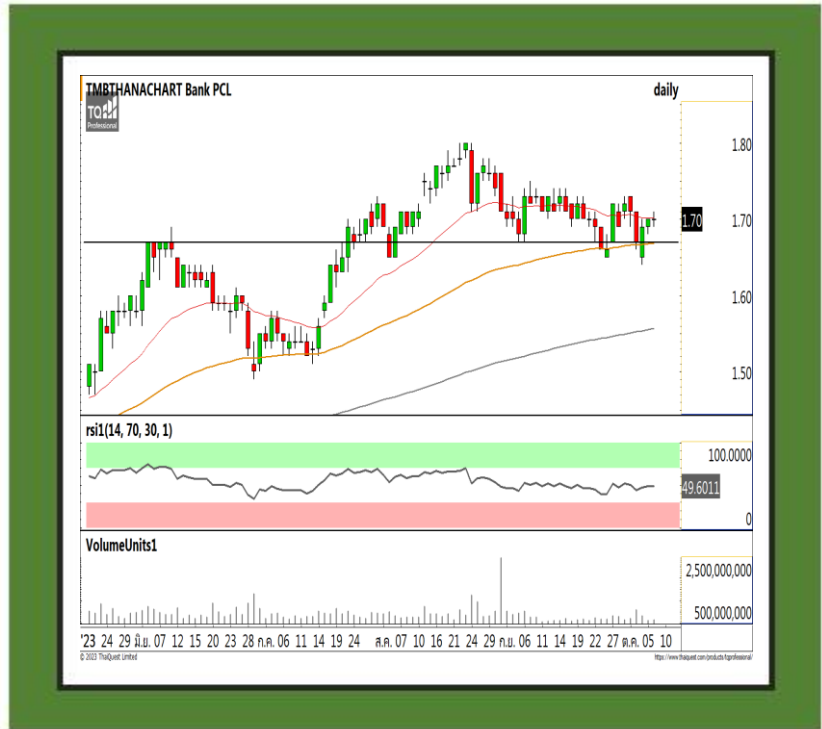 TMBTHANACHART Bank PCL daily
TQ
Professional
1.80
1.70
1.70
1.60
1.50
rsi1(14, 70, 30, 1)
100.0000
49.6011
0
VolumeUnits1
2,500,000,000
500,000,000
'23 24 29 มิ.ย. 07 12 15 20 23 28 ก.ค. 06 11 14 19 24 ส.ค. 07 10 16 21 24 29 ก.ย. 06 11 14 19 22 27 ต.ค. 05 10
© 2023 ThaiQuest Limited https://www.thaiquest.com/products/tqprofessional/